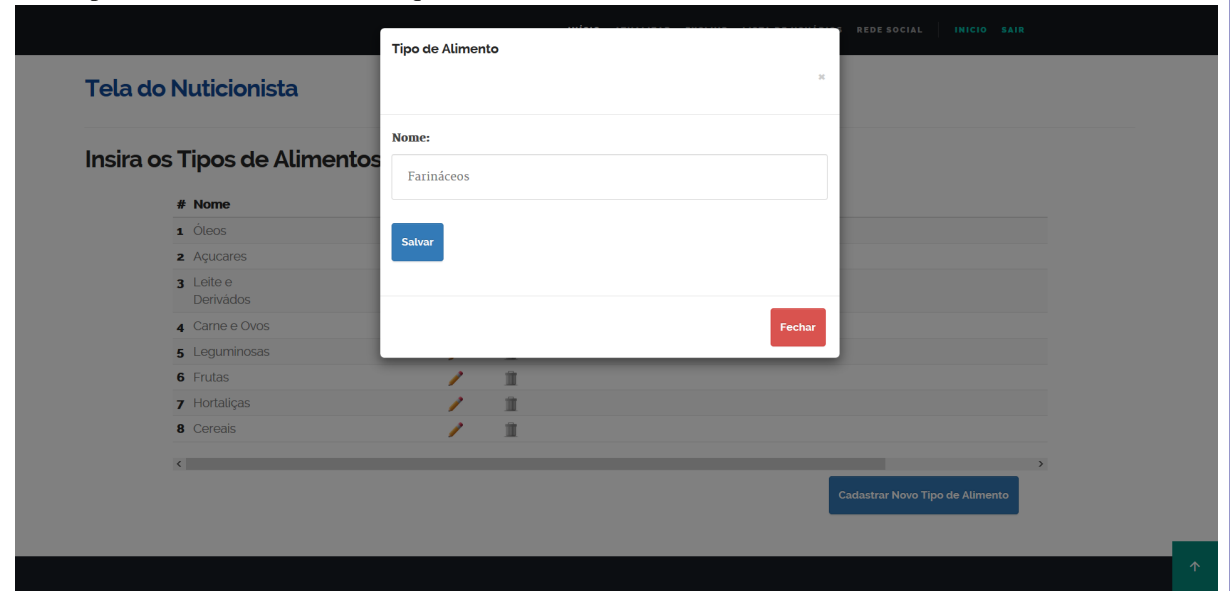 REDE SOCIAL INICIO SAIR
Tipo de Alimento
×
Tela do Nuticionista
Nome:
Insira os Tipos de Alimentos
Farináceos
# Nome
1 Óleos
Salvar
2 Açucares
3 Leite e
Derivádos
4 Carne e Ovos
Fechar
5 Leguminosas
6 Frutas
7 Hortaliças
8 Cereais
Cadastrar Novo Tipo de Alimento